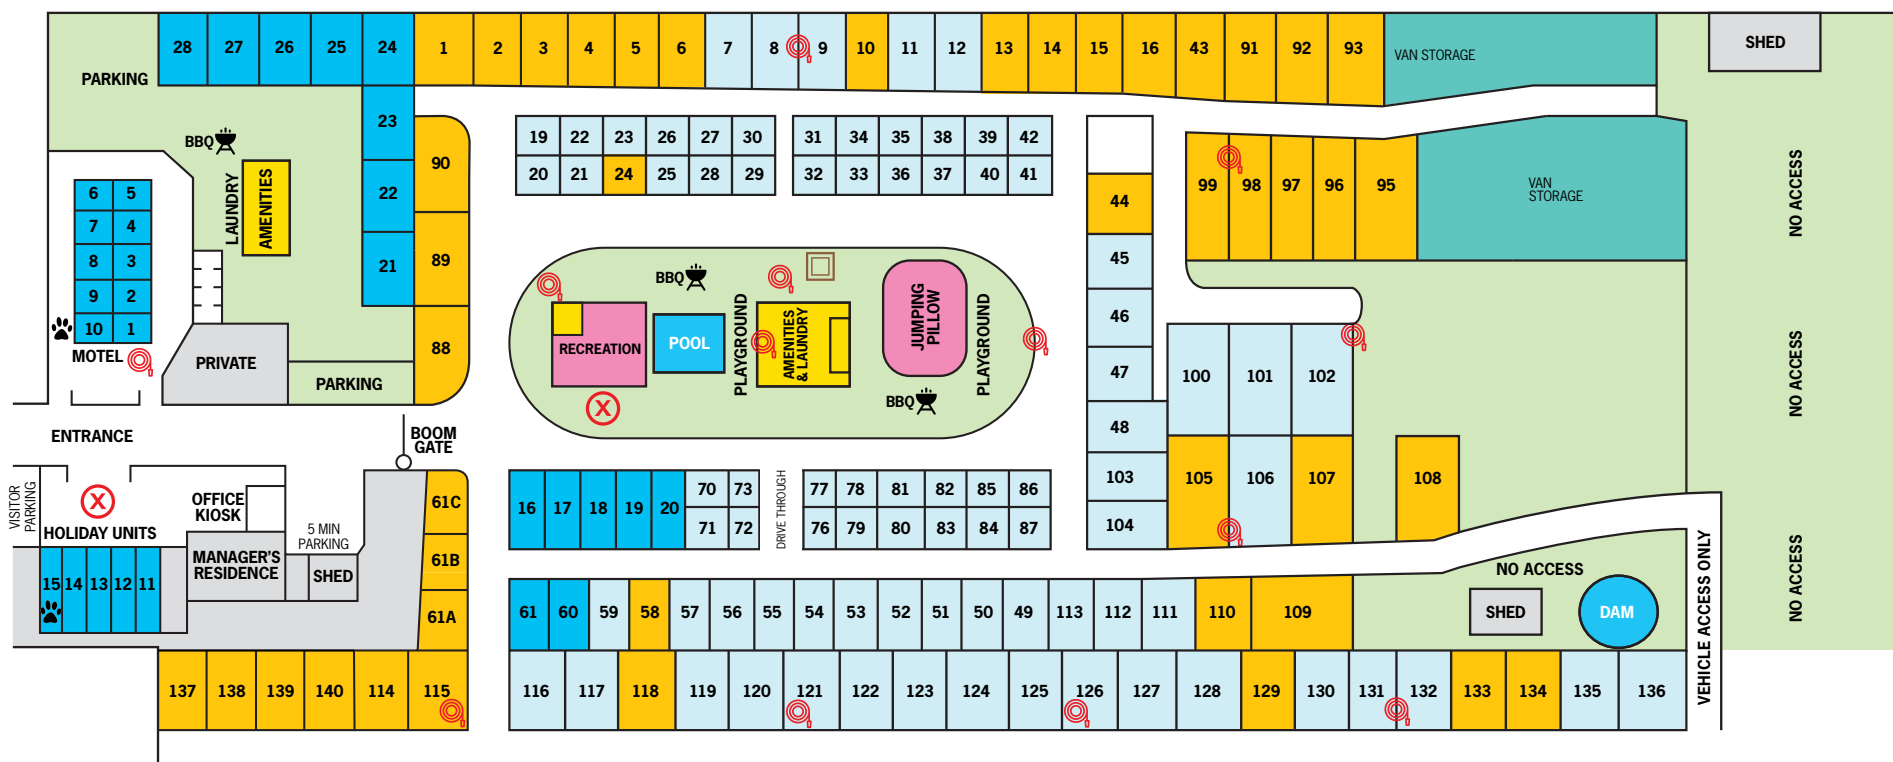 28 27 26 25 24 1 2 3 4 5 6 7 8 9 10 11 12 13 14 15 16 43 91 92 93 VAN STORAGE SHED
PARKING
23
22
21
90
89
88
BBQ
LAUNDRY
AMENITIES
6 5
7 4
8 3
9 2
10 1
MOTEL
PRIVATE
PARKING
19 22 23 26 27 30 31 34 35 38 39 42
20 21 24 25 28 29 32 33 36 37 40 41
44
45
46
47
48
103
104
99 98 97 96 95
VAN
STORAGE
NO ACCESS
NO ACCESS
NO ACCESS
BBQ
RECREATION
POOL
PLAYGROUND
AMENITIES
& LAUNDRY
JUMPING
PILLOW
PLAYGROUND
BBQ
X
100 101 102
105 106 107 108
ENTRANCE
BOOM
GATE
VISITOR
PARKING
X
OFFICE
KIOSK
HOLIDAY UNITS
5 MIN
PARKING
MANAGER'S
RESIDENCE
SHED
15 14 13 12 11
61C
61B
61A
16 17 18 19 20
70 73
71 72
DRIVE THROUGH
77 78 81 82 85 86
76 79 80 83 84 87
61 60 59 58 57 56 55 54 53 52 51 50 49 113 112 111 110 109
NO ACCESS
SHED
DAM
VEHICLE ACCESS ONLY
137 138 139 140 114 115
116 117 118 119 120 121 122 123 124 125 126 127 128 129 130 131 132 133 134 135 136